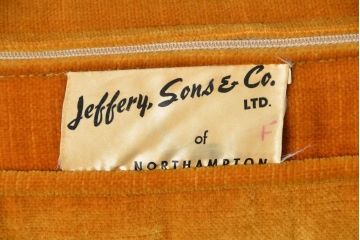 Jeffery, Sons & Co.
LTD.
of
F
NORTHAMPTON